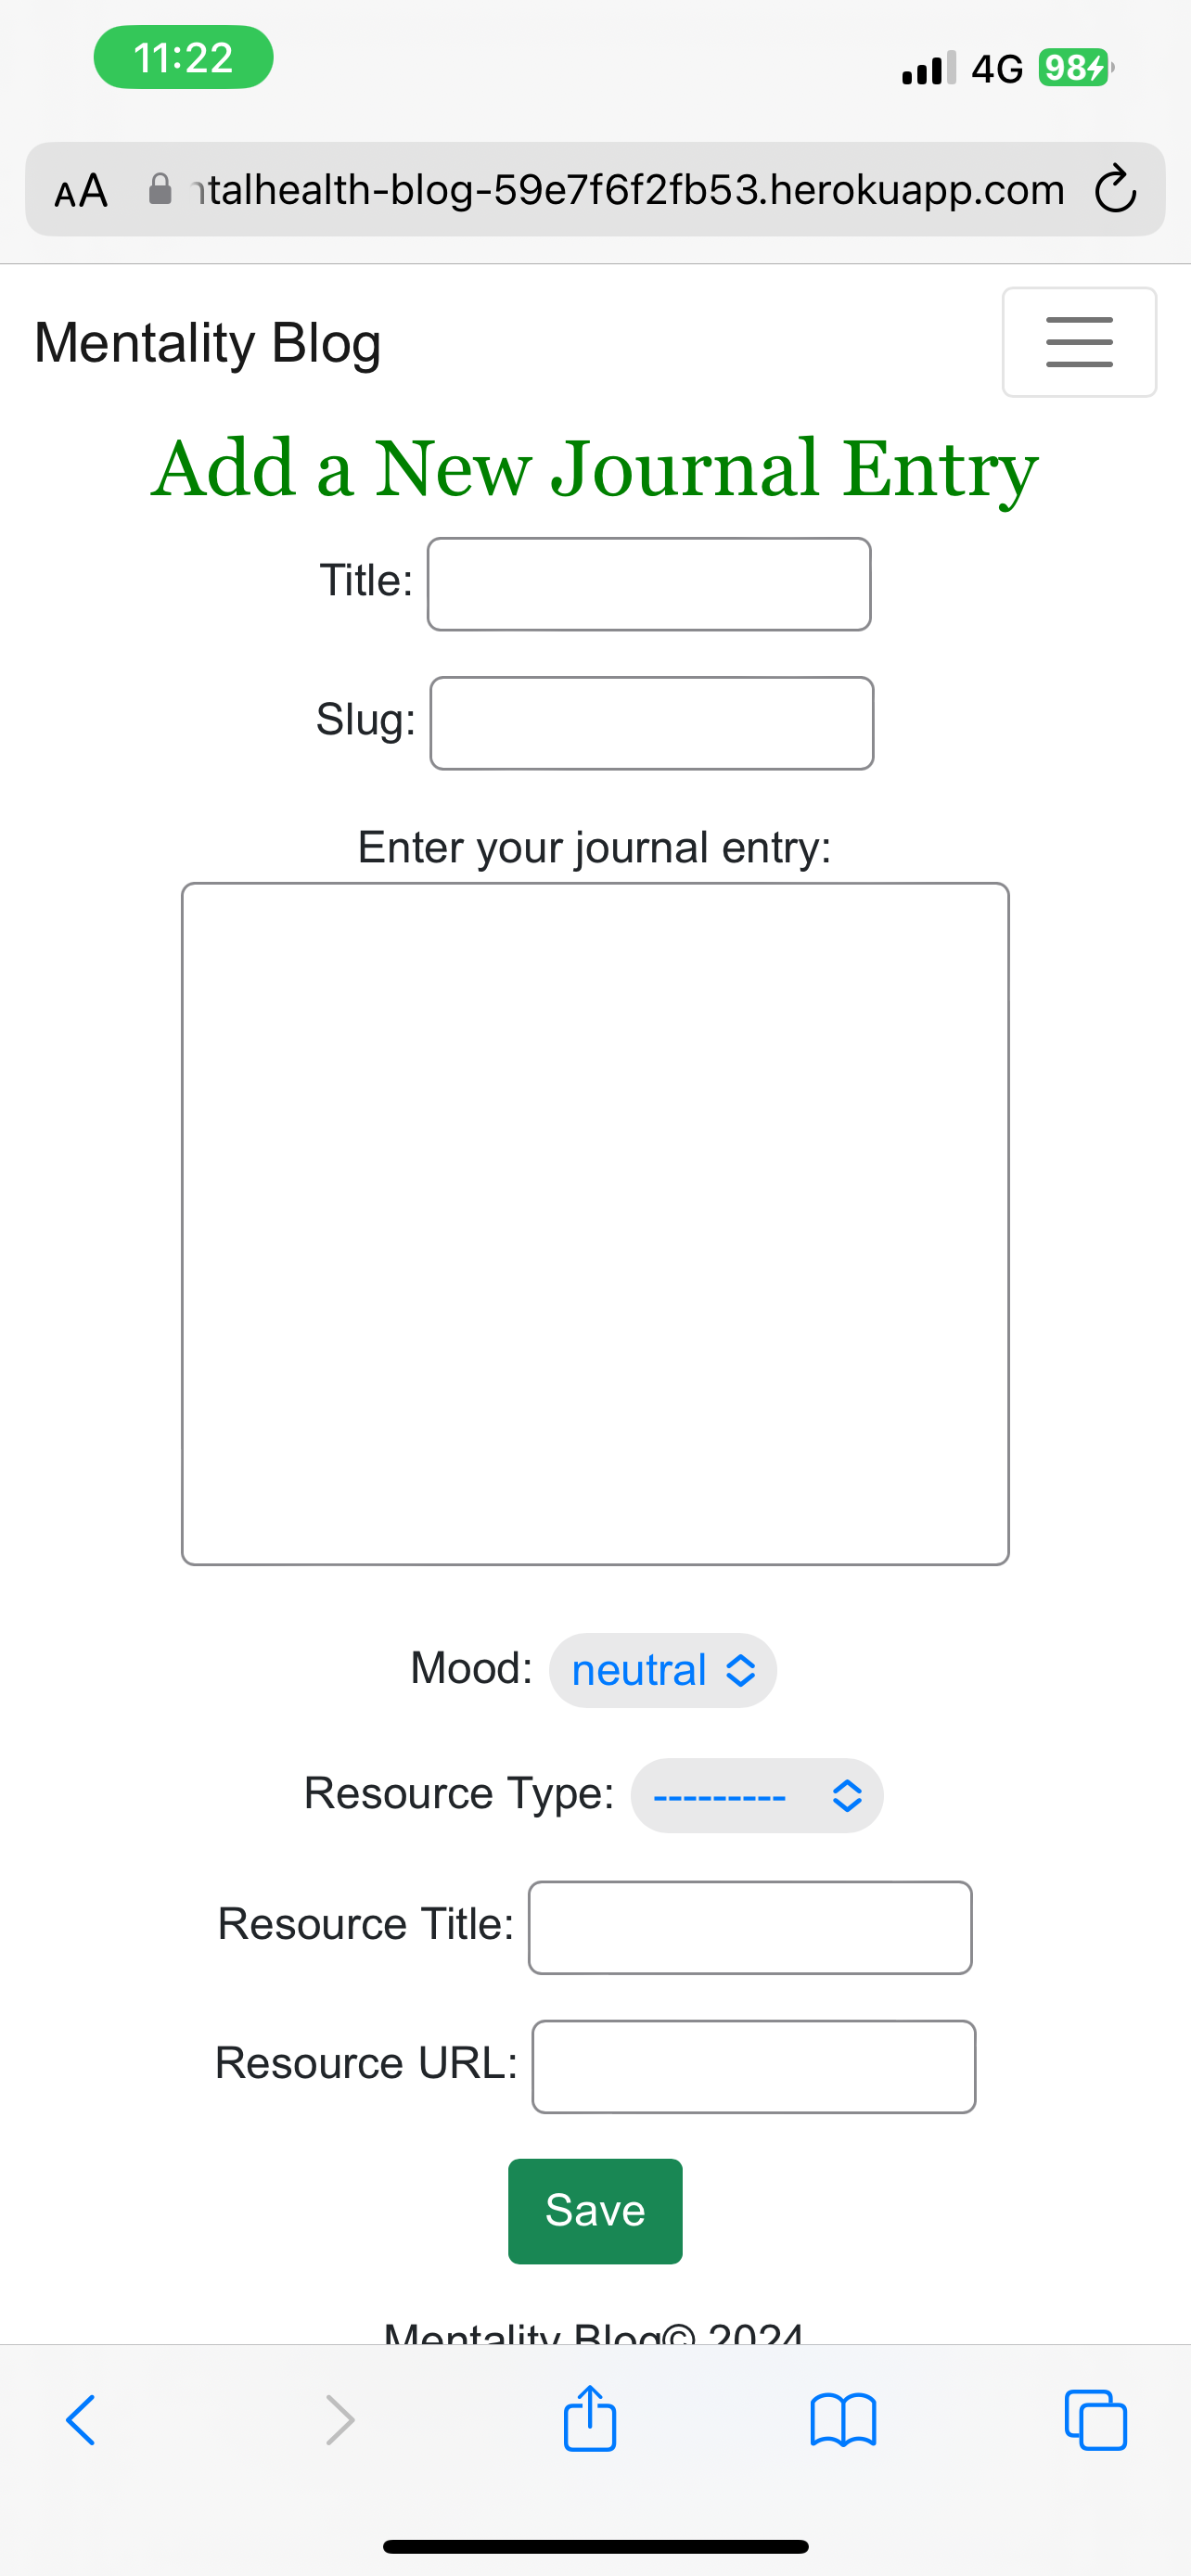 11:22
4G 98
AA ntalhealth-blog-59e7f6f2fb53.herokuapp.com
Mentality Blog
Add a New Journal Entry
Title:
Slug:
Enter your journal entry:
Mood: neutral
Resource Type: ---------
Resource Title:
Resource URL:
Save
Mentality Blog© 2024